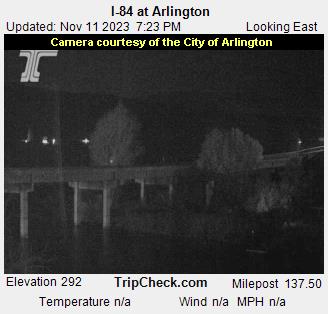 I-84 at Arlington
Updated: Nov 11 2023 7:23 PM Looking East
Camera courtesy of the City of Arlington
Elevation 292 TripCheck.com Milepost 137.50
Temperature n/a Wind n/a MPH n/a